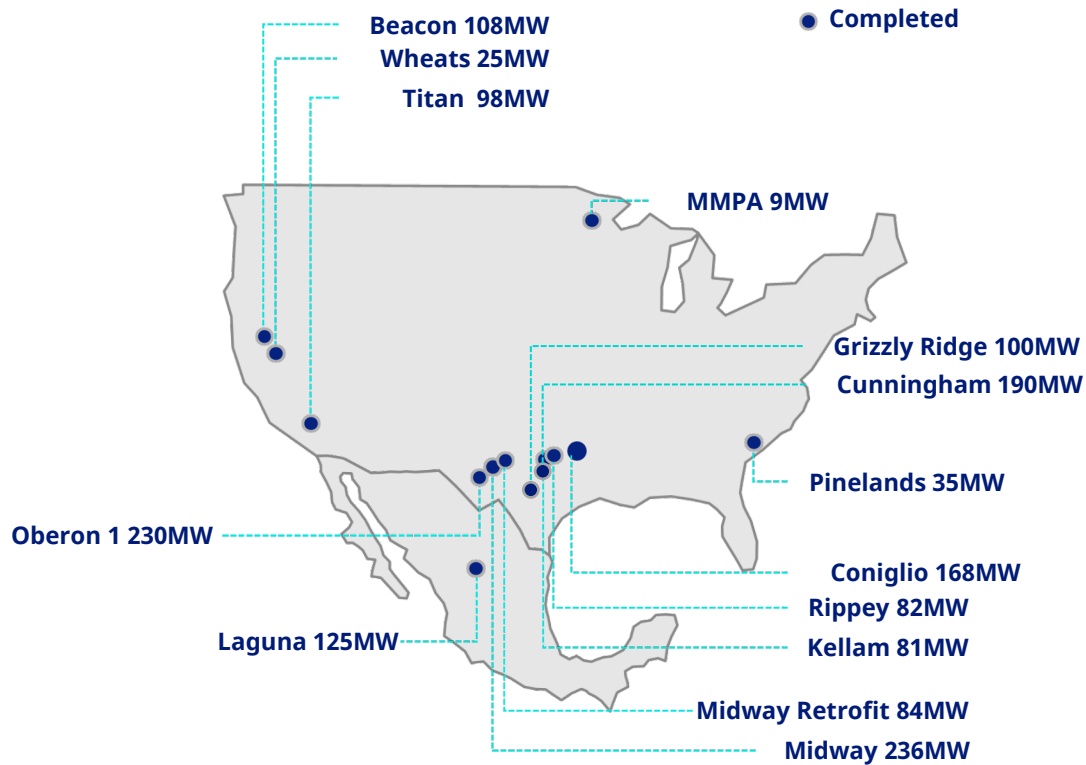 Beacon 108MW
Completed
Wheats 25MW
Titan 98MW
MMPA 9MW
Grizzly Ridge 100MW
Cunningham 190MW
Pinelands 35MW
Oberon 1 230MW
Coniglio 168MW
Rippey 82MW
Laguna 125MW
Kellam 81MW
Midway Retrofit 84MW
Midway 236MW